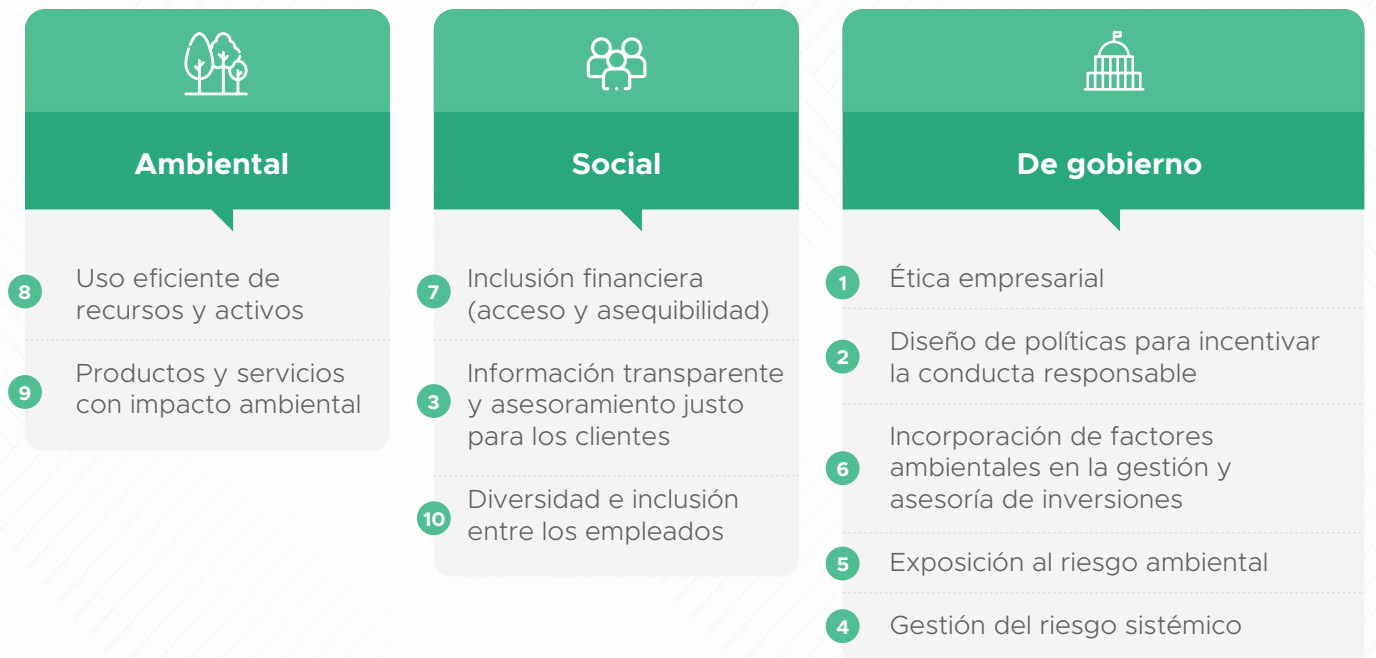 Ambiental
8
Uso eficiente de
recursos y activos
9
Productos y servicios
con impacto ambiental
Social
7
Inclusión financiera
(acceso y asequibilidad)
3
Información transparente
y asesoramiento justo
para los clientes
10
Diversidad e inclusión
entre los empleados
De gobierno
1
Ética empresarial
2
Diseño de políticas para incentivar
la conducta responsable
6
Incorporación de factores
ambientales en la gestión y
asesoría de inversiones
5
Exposición al riesgo ambiental
4
Gestión del riesgo sistémico